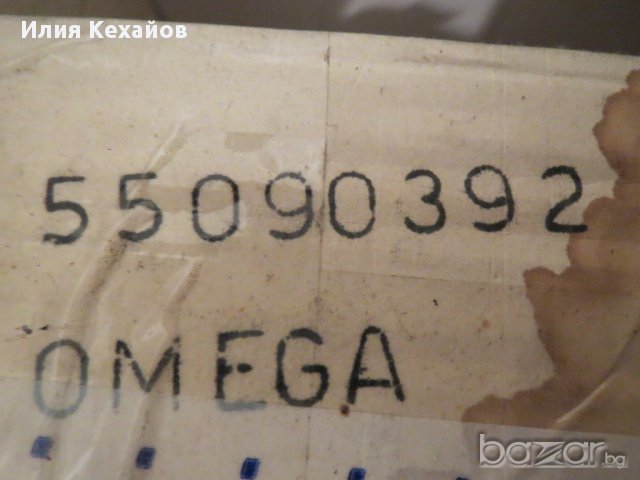 Илия Кехайов
55090392
OMEGA
bazar.bg